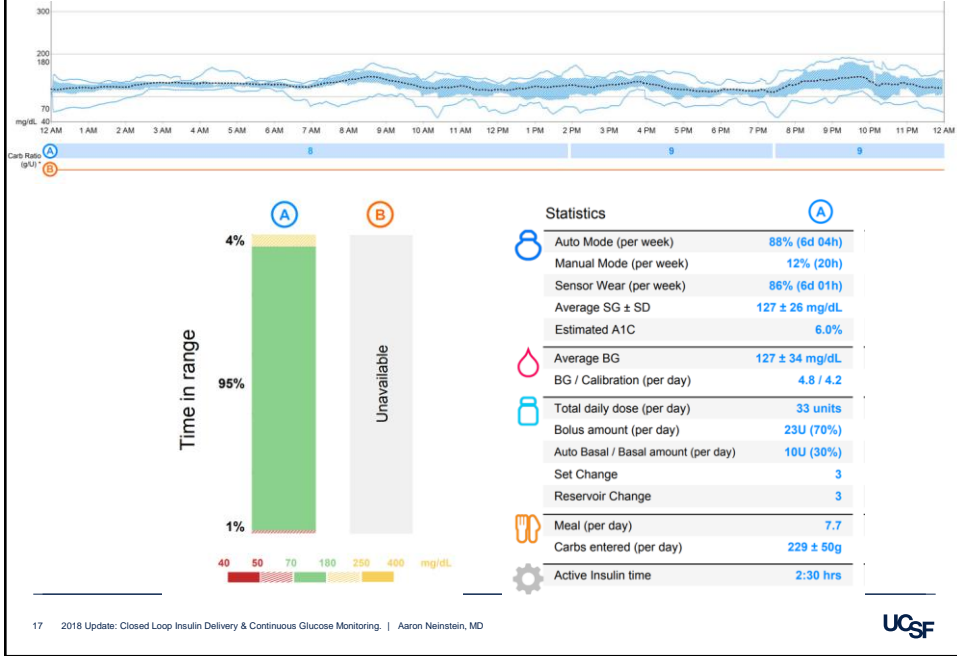 300
200
180
70
mg/dL 40
12 AM 1 AM 2 AM 3 AM 4 AM 5 AM 6 AM 7 AM 8 AM 9 AM 10 AM 11 AM 12 PM 1 PM 2 PM 3 PM 4 PM 5 PM 6 PM 7 PM 8 PM 9 PM 10 PM 11 PM 12 AM
Carb Ratio
(g/U) *
A 8 9 9
B
A B
4%
95%
1%
Time in range
Unavailable
40 50 70 180 250 400 mg/dL
Statistics A
Auto Mode (per week) 88% (6d 04h)
Manual Mode (per week) 12% (20h)
Sensor Wear (per week) 86% (6d 01h)
Average SG ± SD 127 ± 26 mg/dL
Estimated A1C 6.0%
Average BG 127 ± 34 mg/dL
BG / Calibration (per day) 4.8 / 4.2
Total daily dose (per day) 33 units
Bolus amount (per day) 23U (70%)
Auto Basal / Basal amount (per day) 10U (30%)
Set Change 3
Reservoir Change 3
Meal (per day) 7.7
Carbs entered (per day) 229 ± 50g
Active Insulin time 2:30 hrs
17 2018 Update: Closed Loop Insulin Delivery & Continuous Glucose Monitoring. | Aaron Neinstein, MD
UCSF